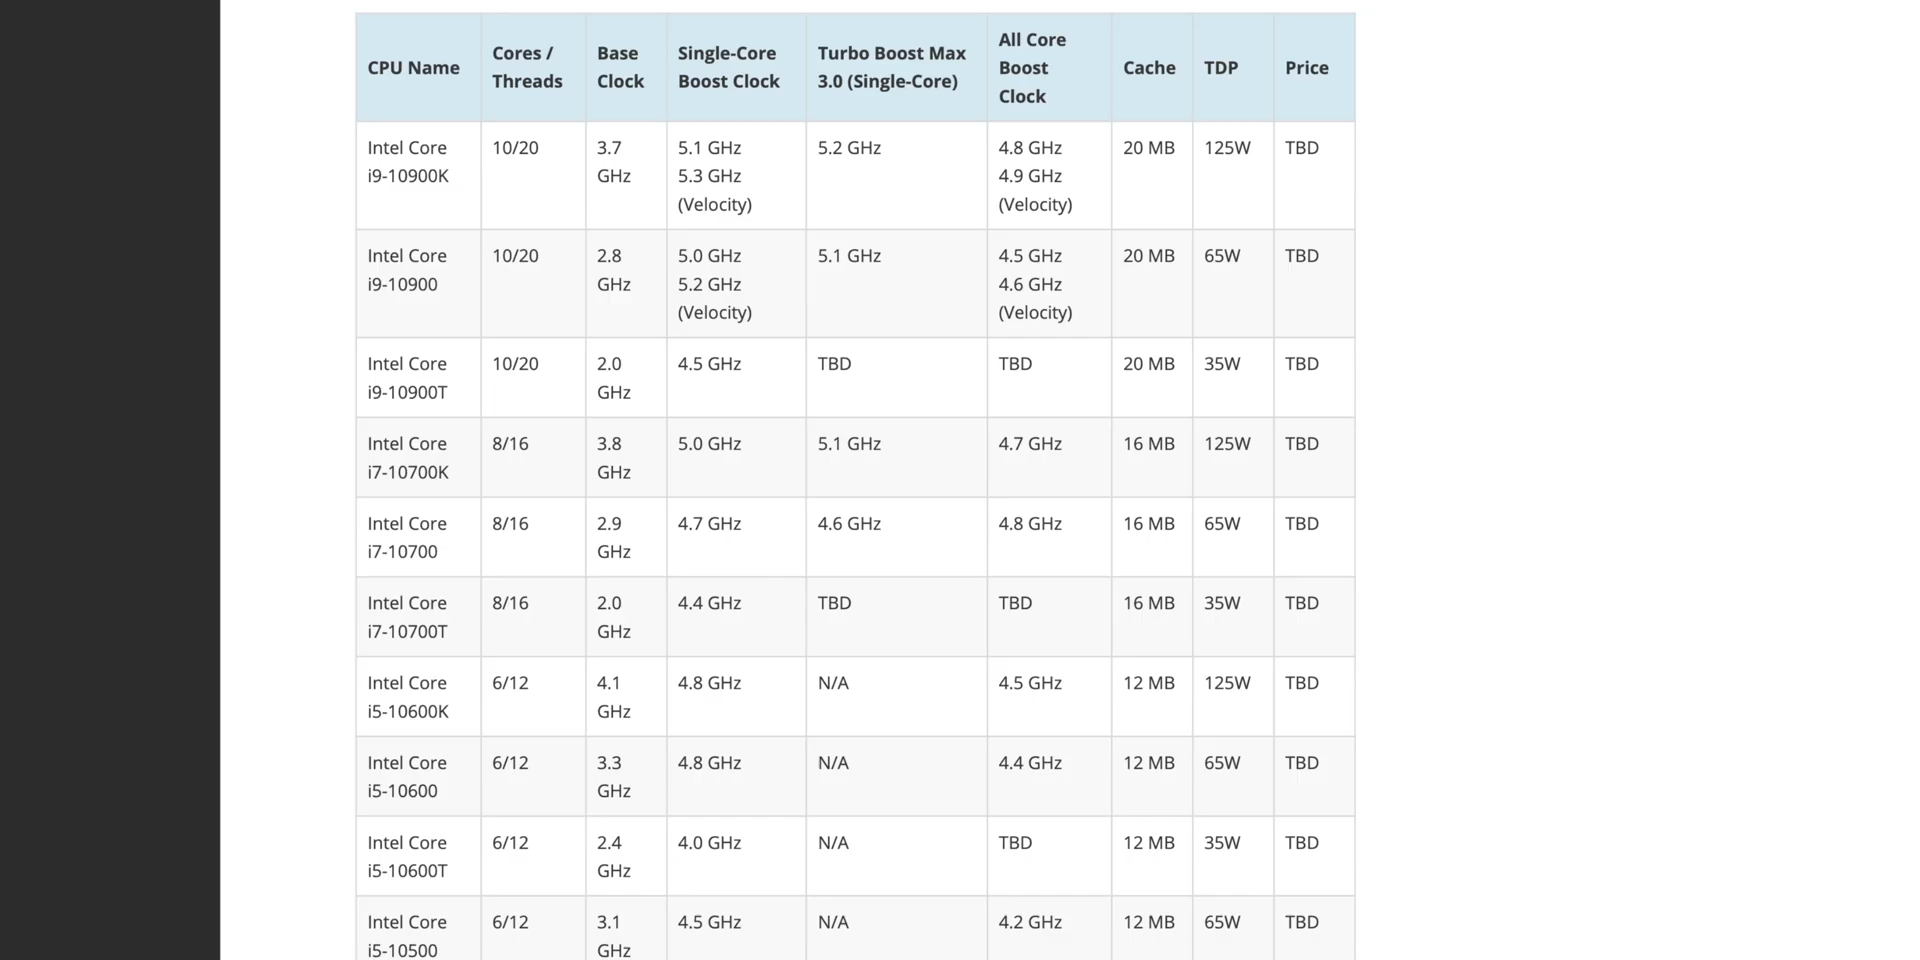 CPU Name
Cores /
Threads
Base
Clock
Single-Core
Boost Clock
Turbo Boost Max
3.0 (Single-Core)
All Core
Boost
Clock
Cache
TDP
Price
Intel Core
i9-10900K
10/20
3.7
GHz
5.1 GHz
5.3 GHz
(Velocity)
5.2 GHz
4.8 GHz
4.9 GHz
(Velocity)
20 MB
125W
TBD
Intel Core
i9-10900
10/20
2.8
GHz
5.0 GHz
5.2 GHz
(Velocity)
5.1 GHz
4.5 GHz
4.6 GHz
(Velocity)
20 MB
65W
TBD
Intel Core
i9-10900T
10/20
2.0
GHz
4.5 GHz
TBD
TBD
20 MB
35W
TBD
Intel Core
i7-10700K
8/16
3.8
GHz
5.0 GHz
5.1 GHz
4.7 GHz
16 MB
125W
TBD
Intel Core
i7-10700
8/16
2.9
GHz
4.7 GHz
4.6 GHz
4.8 GHz
16 MB
65W
TBD
Intel Core
i7-10700T
8/16
2.0
GHz
4.4 GHz
TBD
TBD
16 MB
35W
TBD
Intel Core
i5-10600K
6/12
4.1
GHz
4.8 GHz
N/A
4.5 GHz
12 MB
125W
TBD
Intel Core
i5-10600
6/12
3.3
GHz
4.8 GHz
N/A
4.4 GHz
12 MB
65W
TBD
Intel Core
i5-10600T
6/12
2.4
GHz
4.0 GHz
N/A
TBD
12 MB
35W
TBD
Intel Core
i5-10500
6/12
3.1
GHz
4.5 GHz
N/A
4.2 GHz
12 MB
65W
TBD